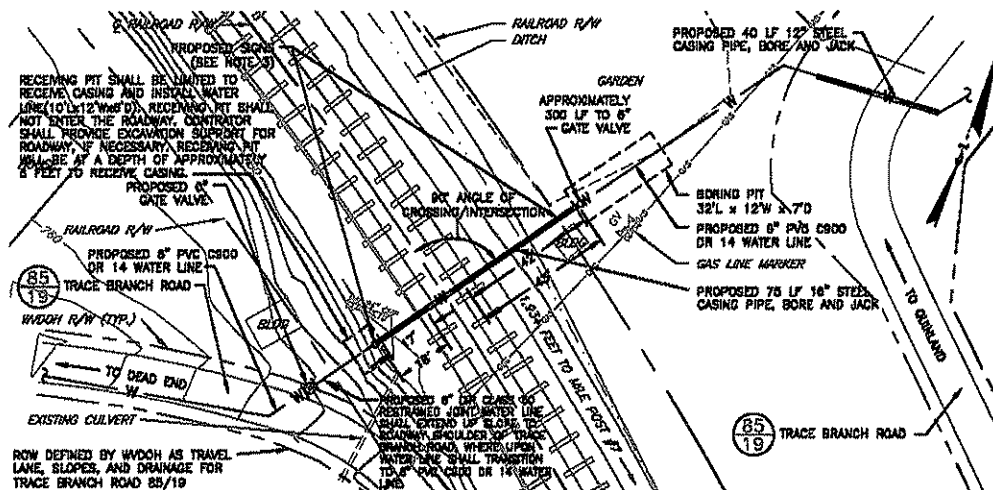 ℄ RAILROAD R/W
RAILROAD R/W
DITCH
PROPOSED SIGNS
(SEE NOTE 3)
PROPOSED 40 LF 12" STEEL
CASING PIPE, BORE AND JACK
GARDEN
RECEIVING PIT SHALL BE LIMITED TO
RECEIVE CASING AND INSTALL WATER
LINE(10'Lx12'Wx6'D). RECEIVING PIT SHALL
NOT ENTER THE ROADWAY. CONTRATOR
SHALL PROVIDE EXCAVATION SUPPORT FOR
ROADWAY, IF NECESSARY. RECEIVING PIT
WILL BE AT A DEPTH OF APPROXIMATELY
FEET TO RECEIVE CASING.
APPROXIMATELY
300 LF TO 6"
GATE VALVE
PROPOSED 6"
GATE VALVE
90° ANGLE OF
CROSSING/INTERSECTION
BORING PIT
32'L x 12'W x 7'D
PROPOSED 6" PVC C900
DR 14 WATER LINE
GAS LINE MARKER
PROPOSED 75 LF 16" STEEL
CASING PIPE, BORE AND JACK
RAILROAD R/W
760
PROPOSED 6" PVC C900
DR 14 WATER LINE
85
19
TRACE BRANCH ROAD
WVDOH R/W (TYP.)
BLDG
BLDG
GV
W
W
W
W
TO DEAD END
W
EXISTING CULVERT
17'
18'
FEET TO MILE POST
TO QUINLAND
PROPOSED 6" DIP CLASS 50
RESTRAINED JOINT WATER LINE
SHALL EXTEND UP SLOPE TO
ROADWAY SHOULDER OF TRACE
BRANCH ROAD, WHERE UPON
WATER LINE SHALL TRANSITION
TO 6" PVC C900 DR 14 WATER
LINE
85
19
TRACE BRANCH ROAD
ROW DEFINED BY WVDOH AS TRAVEL
LANE, SLOPES, AND DRAINAGE FOR
TRACE BRANCH ROAD 85/19